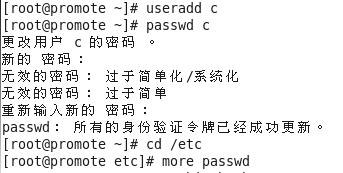 [root@promote ~]# useradd c
[root@promote ~]# passwd c
更改用户 c 的密码 。
新的 密码：
无效的密码： 过于简单化/系统化
无效的密码： 过于简单
重新输入新的 密码：
passwd： 所有的身份验证令牌已经成功更新。
[root@promote ~]# cd /etc
[root@promote etc]# more passwd